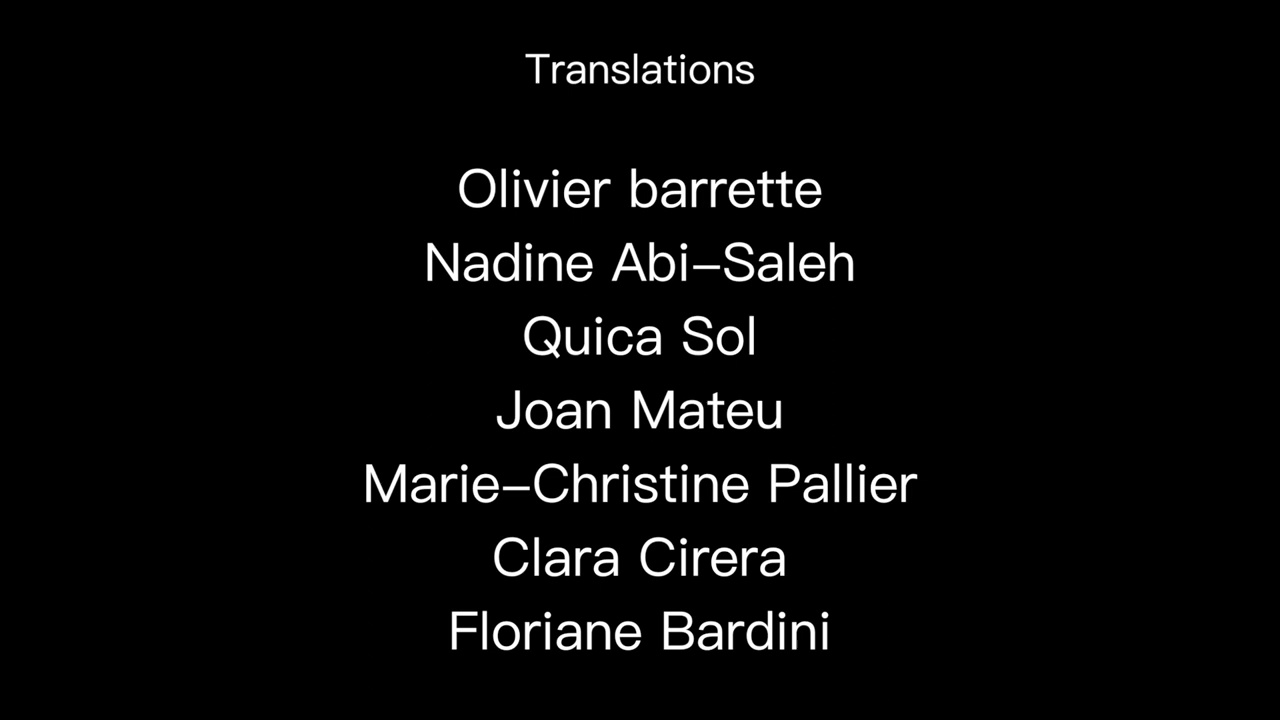 Translations
Olivier barrette
Nadine Abi-Saleh
Quica Sol
Joan Mateu
Marie-Christine Pallier
Clara Cirera
Floriane Bardini